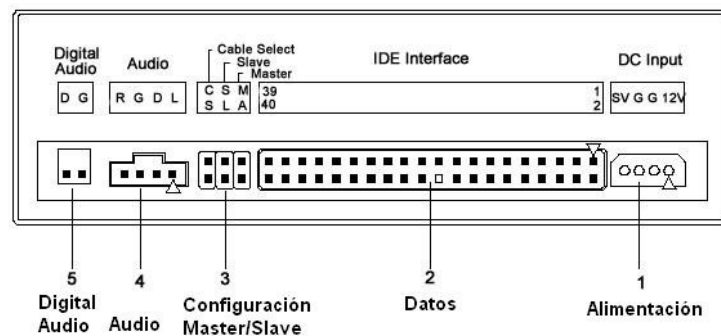 Digital
Audio
Audio
Cable Select
Slave
Master
IDE Interface
DC Input
D G
R G D L
C S M
S L A
39 1
40 2
SV G G 12V
5 4 3 2 1
Digital
Audio
Audio
Configuración
Master/Slave
Datos
Alimentación